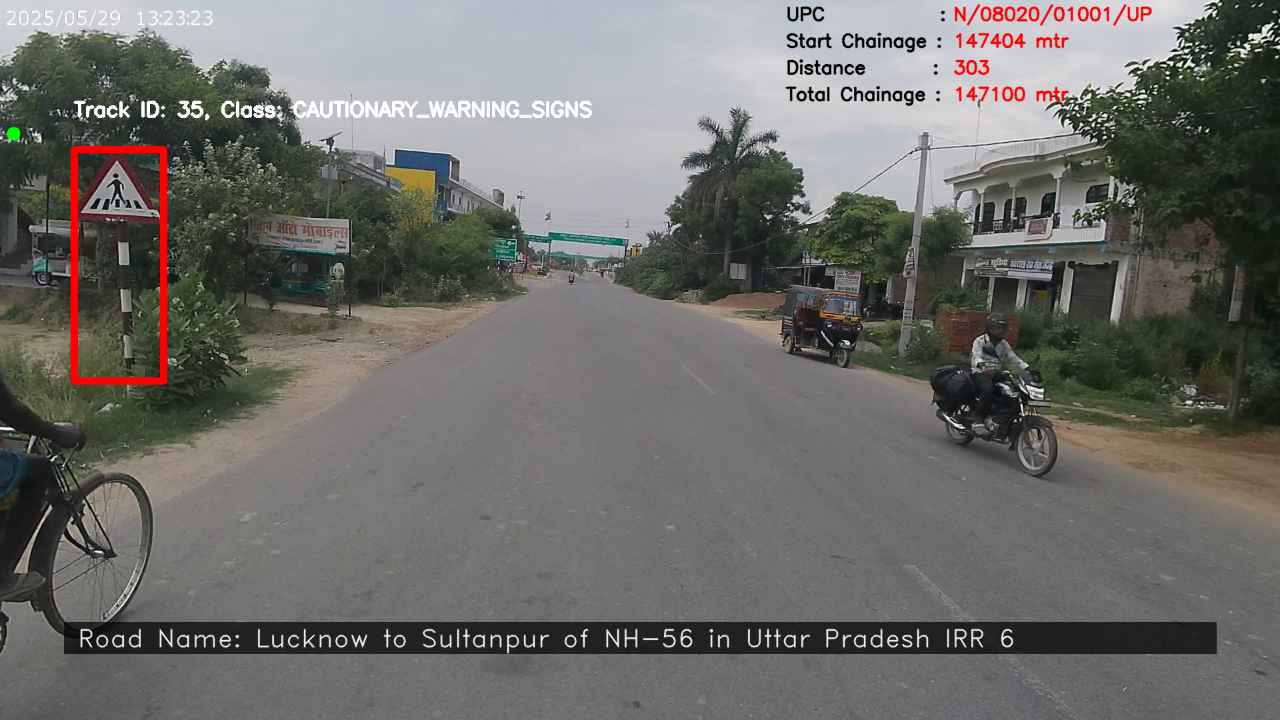 2025/05/29 13:23:23
UPC : N/08020/01001/UP
Start Chainage : 147404 mtr
Distance : 303
Total Chainage : 147100 mtr
Track ID: 35, Class: CAUTIONARY_WARNING_SIGNS
Road Name: Lucknow to Sultanpur of NH-56 in Uttar Pradesh IRR 6